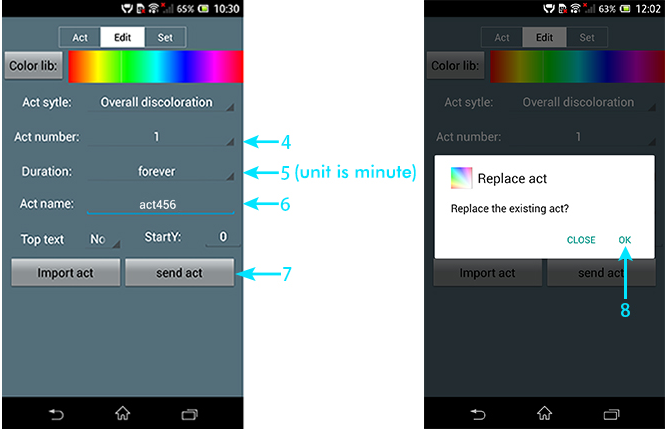 65% 10:30
Act Edit Set
Color lib:
Act sytle: Overall discoloration
Act number: 1
4
Duration: forever
5 (unit is minute)
Act name: act456
6
Top text No StartY: 0
Import act send act
7
63% 12:02
Act Edit Set
Color lib:
Act sytle: Overall discoloration
Act number: 1
Replace act
Replace the existing act?
CLOSE OK
Import act send act
8